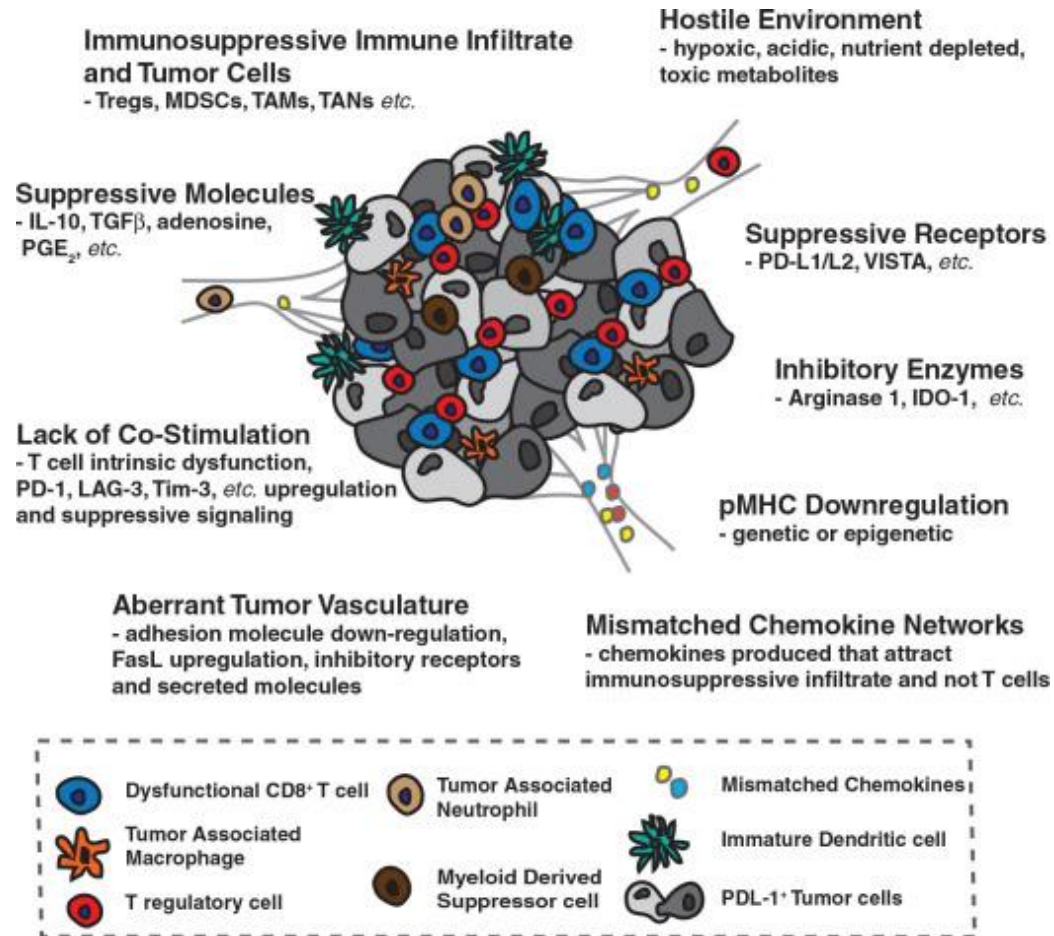 Immunosuppressive Immune Infiltrate
and Tumor Cells
- Tregs, MDSCs, TAMs, TANs etc.
Hostile Environment
- hypoxic, acidic, nutrient depleted,
toxic metabolites
Suppressive Molecules
- IL-10, TGFβ, adenosine,
PGE₂, etc.
Suppressive Receptors
- PD-L1/L2, VISTA, etc.
Inhibitory Enzymes
- Arginase 1, IDO-1, etc.
Lack of Co-Stimulation
- T cell intrinsic dysfunction,
PD-1, LAG-3, Tim-3, etc. upregulation
and suppressive signaling
pMHC Downregulation
- genetic or epigenetic
Aberrant Tumor Vasculature
- adhesion molecule down-regulation,
FasL upregulation, inhibitory receptors
and secreted molecules
Mismatched Chemokine Networks
- chemokines produced that attract
immunosuppressive infiltrate and not T cells
Dysfunctional CD8⁺ T cell
Tumor Associated
Macrophage
T regulatory cell
Tumor Associated
Neutrophil
Myeloid Derived
Suppressor cell
Mismatched Chemokines
Immature Dendritic cell
PDL-1⁺ Tumor cells